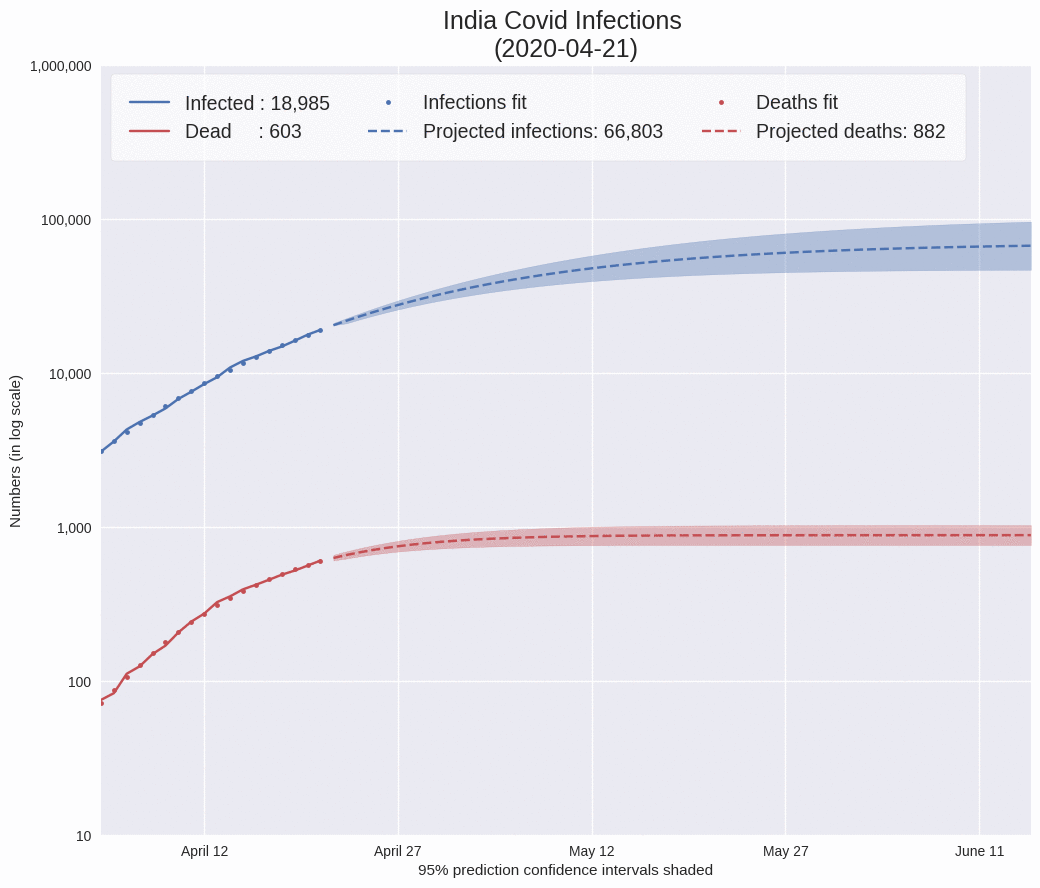 India Covid Infections
(2020-04-21)
1,000,000
100,000
10,000
1,000
100
10
Numbers (in log scale)
Infected : 18,985
Dead : 603
Infections fit
Projected infections: 66,803
Deaths fit
Projected deaths: 882
April 12
April 27
May 12
May 27
June 11
95% prediction confidence intervals shaded